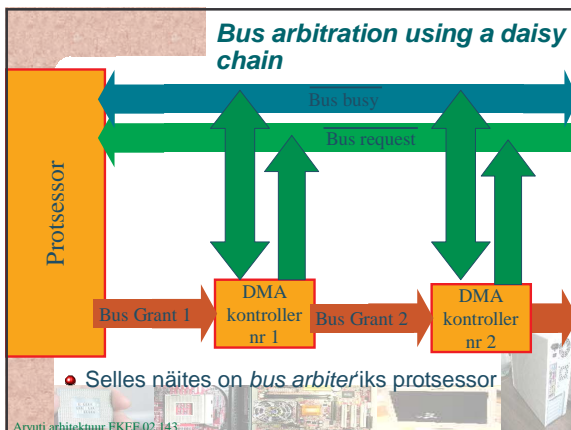 Bus arbitration using a daisy
chain
Bus busy
Bus request
Protsessor
Bus Grant 1
DMA
kontroller
nr 1
Bus Grant 2
DMA
kontroller
nr 2
Selles näites on bus arbiter'iks protsessor
Arvuti arhitektuur EKEF 02 143